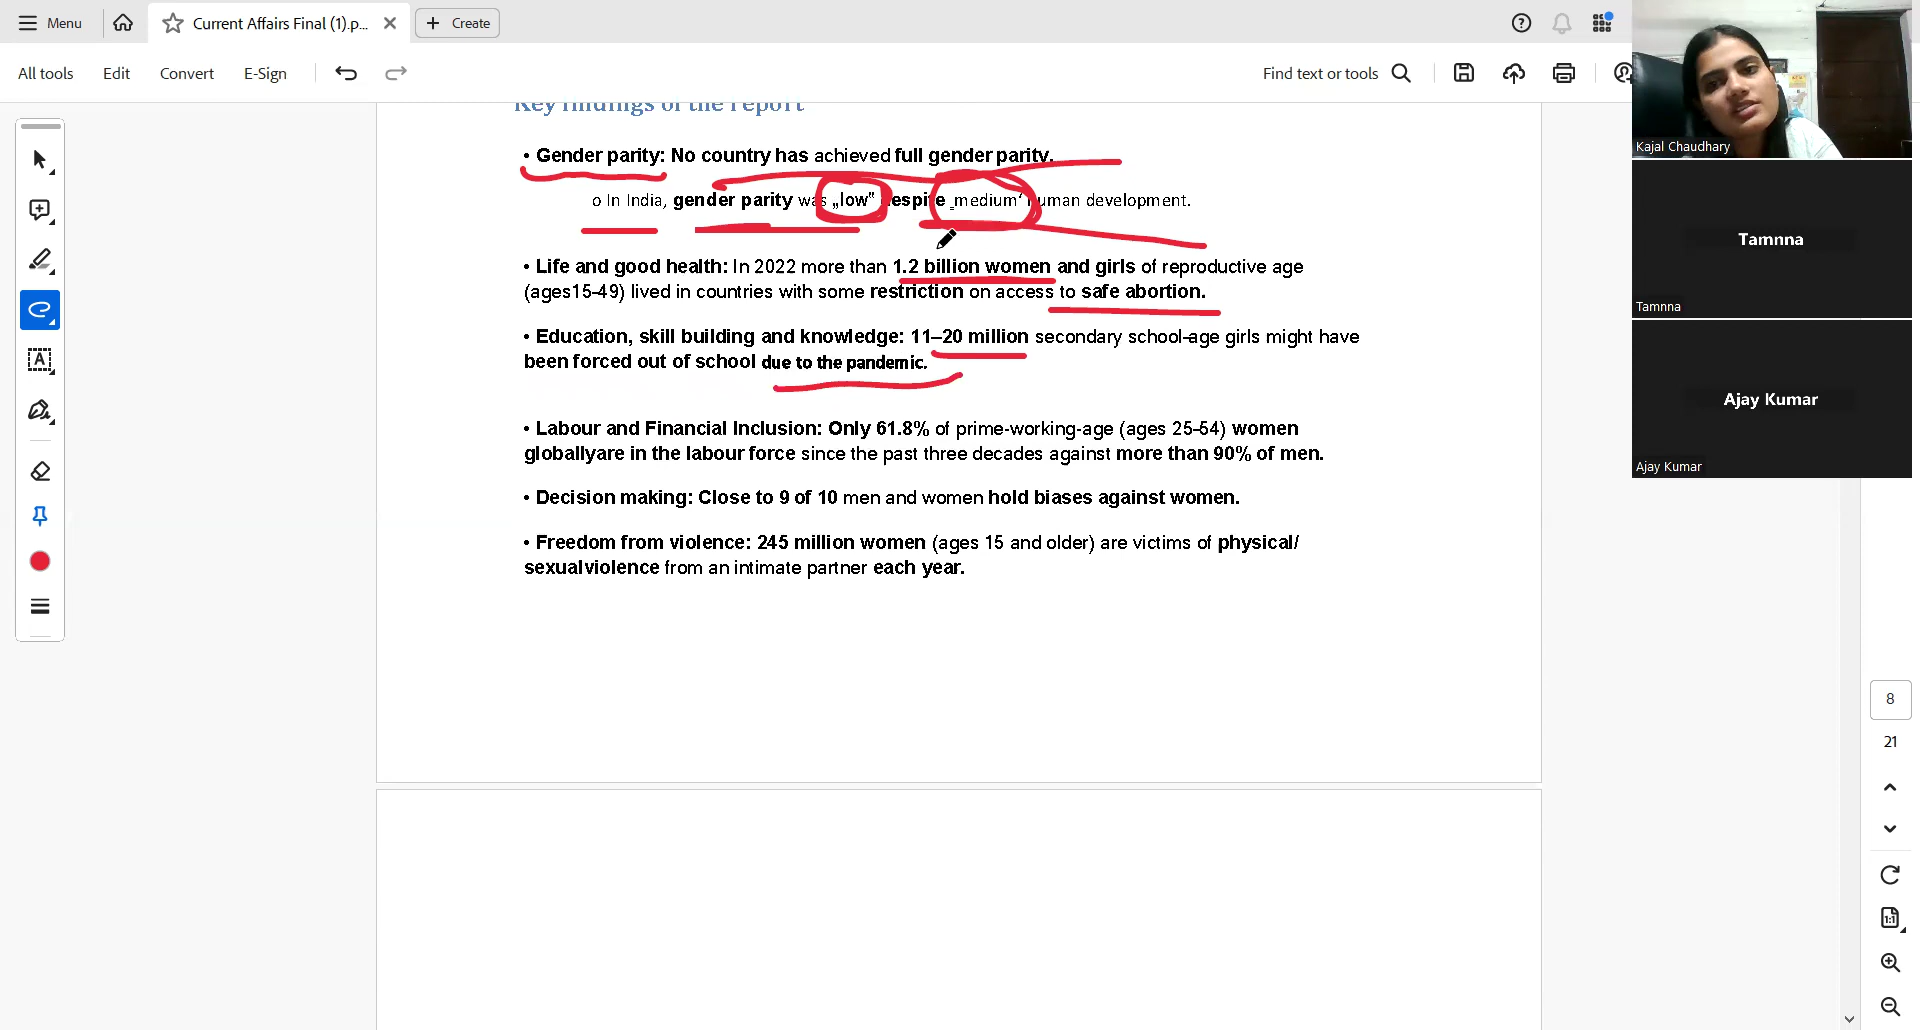 Menu
Current Affairs Final (1).p...
Create
All tools
Edit
Convert
E-Sign
Find text or tools
Key findings of the report
• Gender parity: No country has achieved full gender parity.
o In India, gender parity was „low‟ despite „medium‟ human development.
• Life and good health: In 2022 more than 1.2 billion women and girls of reproductive age
(ages15-49) lived in countries with some restriction on access to safe abortion.
• Education, skill building and knowledge: 11–20 million secondary school-age girls might have
been forced out of school due to the pandemic.
• Labour and Financial Inclusion: Only 61.8% of prime-working-age (ages 25-54) women
globallyare in the labour force since the past three decades against more than 90% of men.
• Decision making: Close to 9 of 10 men and women hold biases against women.
• Freedom from violence: 245 million women (ages 15 and older) are victims of physical/
sexualviolence from an intimate partner each year.
Kajal Chaudhary
Tamnna
Tamnna
Ajay Kumar
Ajay Kumar
8
21
1:1